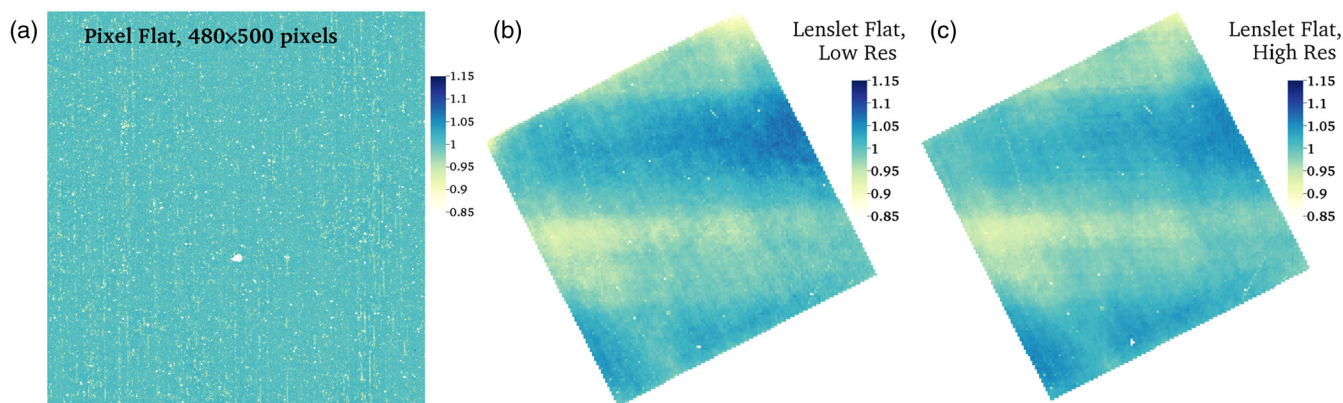 (a)
Pixel Flat, 480×500 pixels
1.15
1.1
1.05
1
0.95
0.9
0.85
(b)
Lenslet Flat,
Low Res
1.15
1.1
1.05
1
0.95
0.9
0.85
(c)
Lenslet Flat,
High Res
1.15
1.1
1.05
1
0.95
0.9
0.85